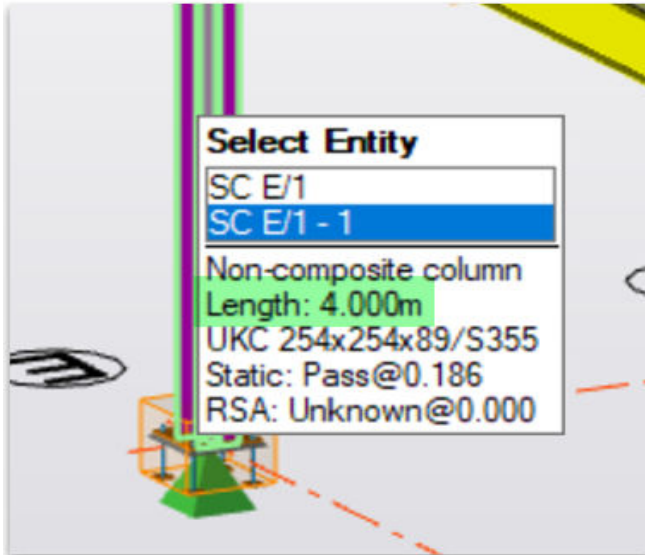 Select Entity
SC E/1
SC E/1 - 1
Non-composite column
Length: 4.000m
UKC 254x254x89/S355
Static: Pass@0.186
RSA: Unknown@0.000
E